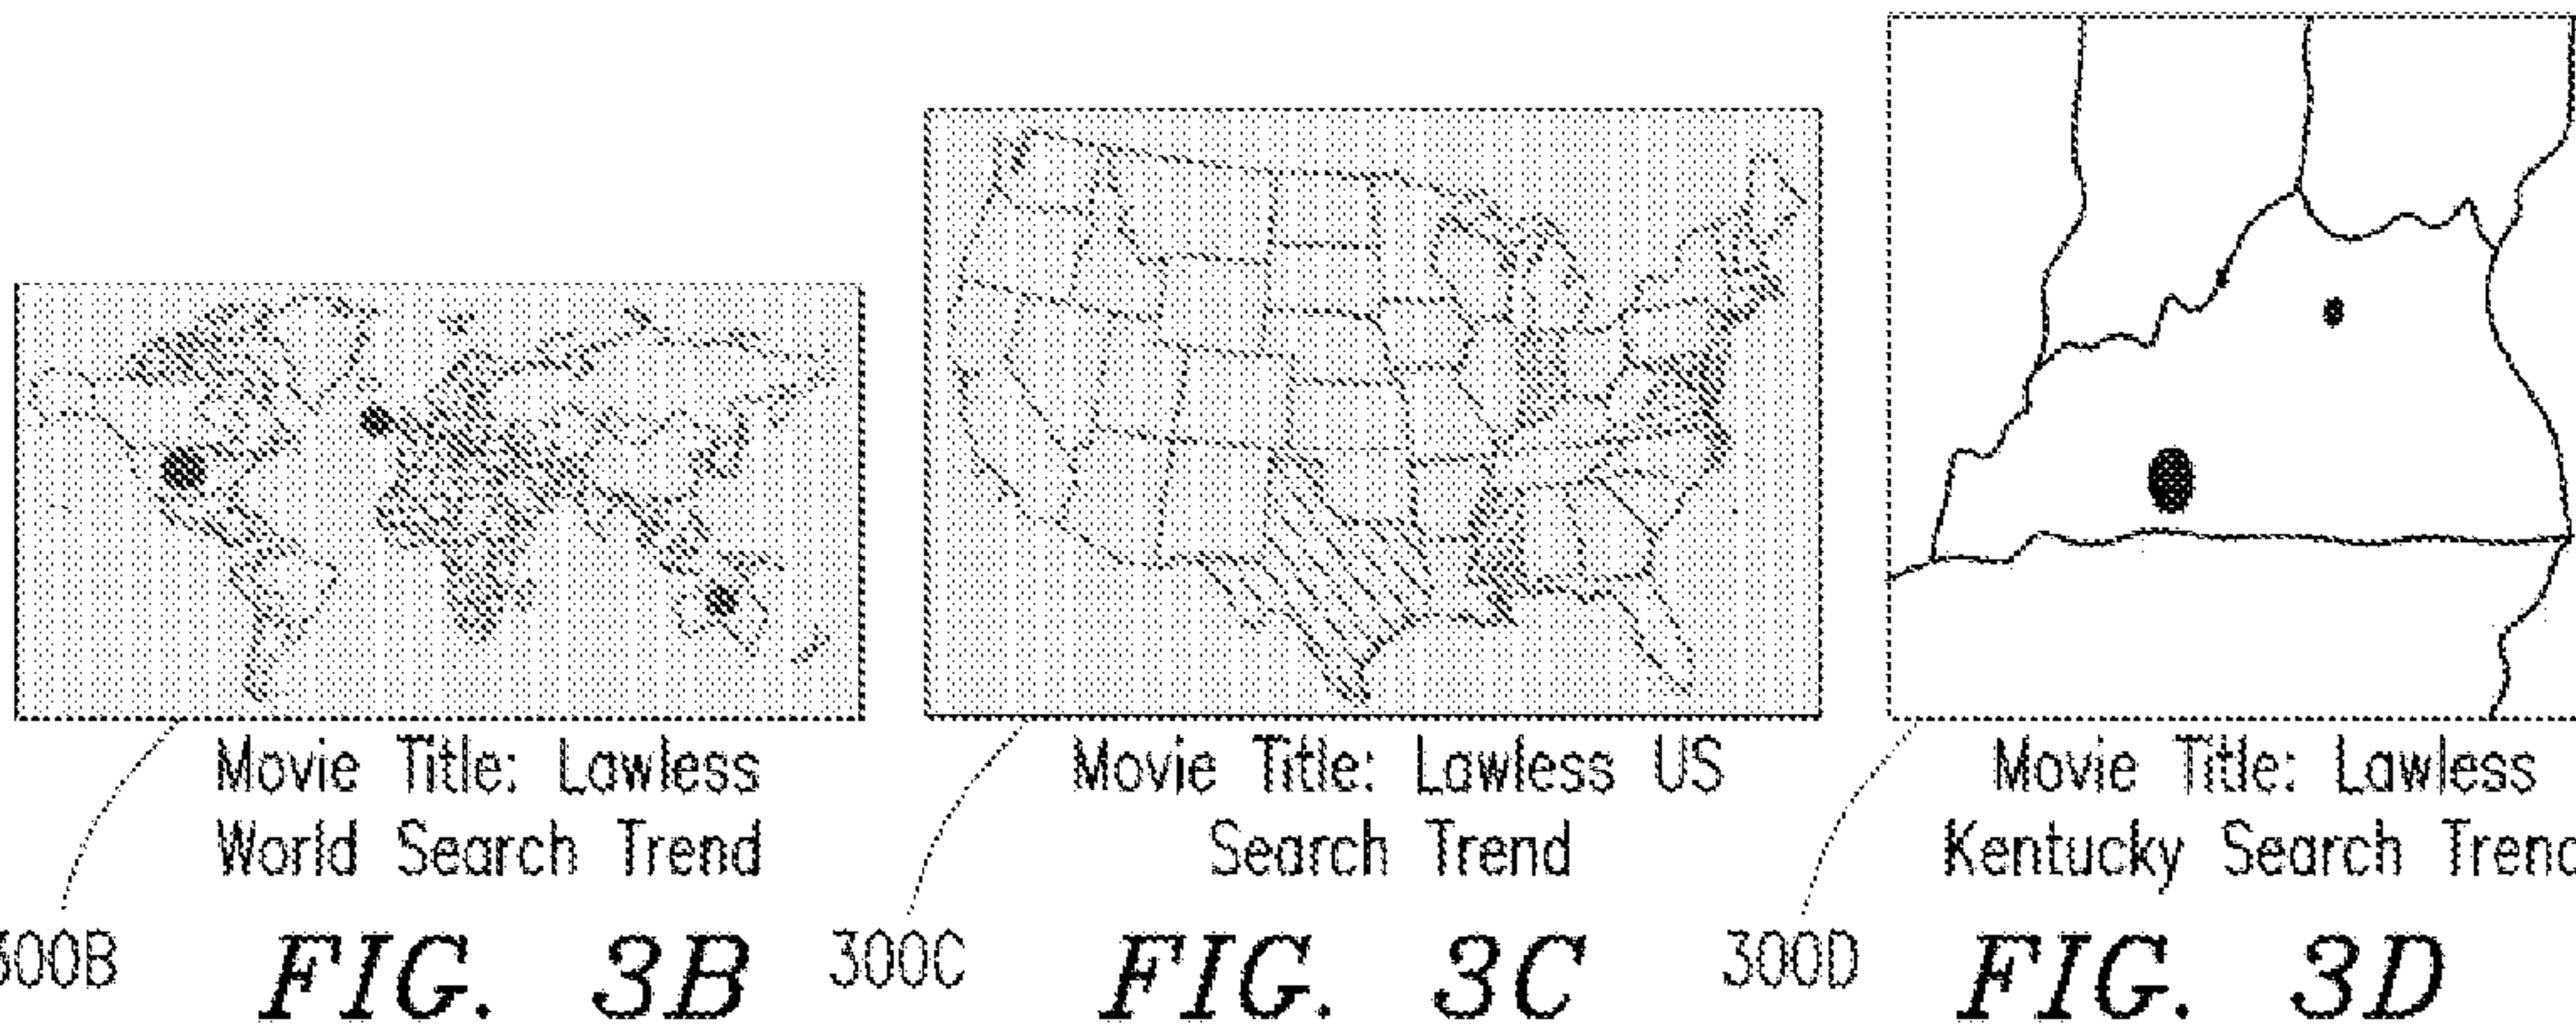 Movie Title: Lawless
World Search Trend
300B
FIG. 3B
Movie Title: Lawless US
Search Trend
300C
FIG. 3C
Movie Title: Lawless
Kentucky Search Trend
300D
FIG. 3D